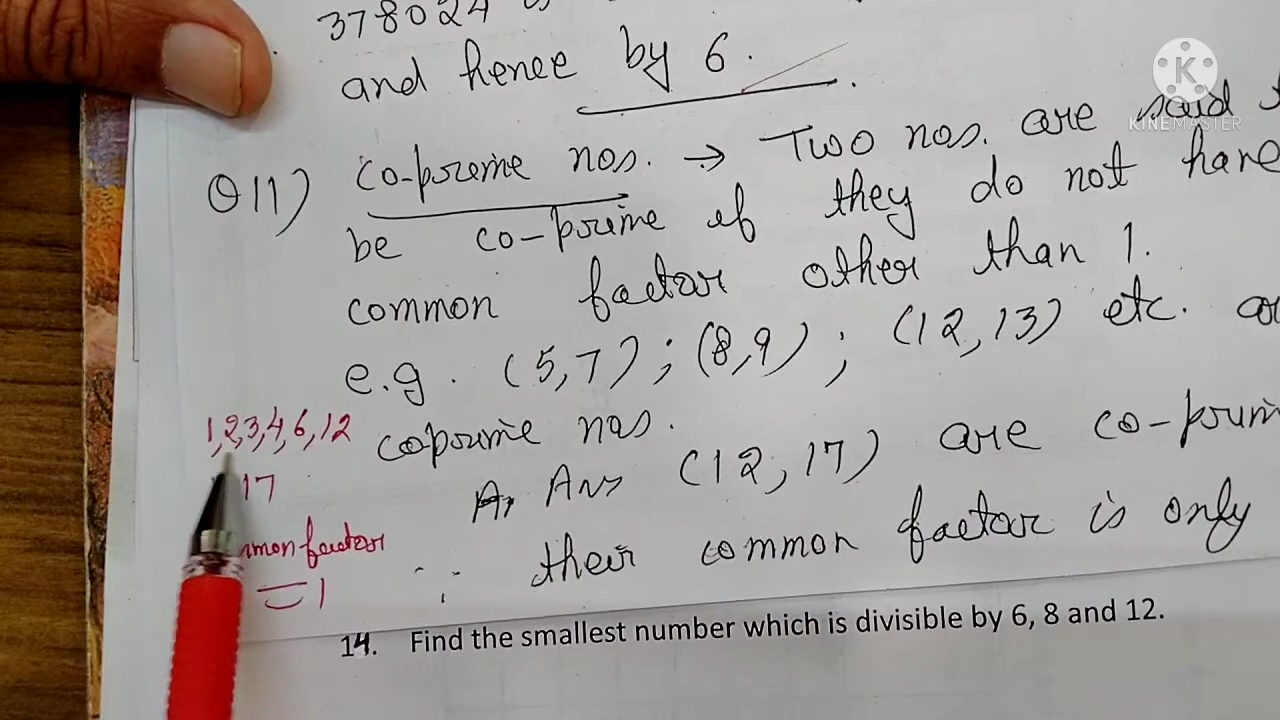 378024
and hence by 6.
KINEMASTER
Q11) Co-prime nos. → Two nos. are said
be co-prime if they do not have
common factor other than 1.
e.g. (5,7); (8,9); (12,13) etc. are
coprime nos.
1,2,3,4,6,12
17
A, Ans (12,17) are co-prime
common factor
= 1
∴ their common factor is only
14. Find the smallest number which is divisible by 6, 8 and 12.